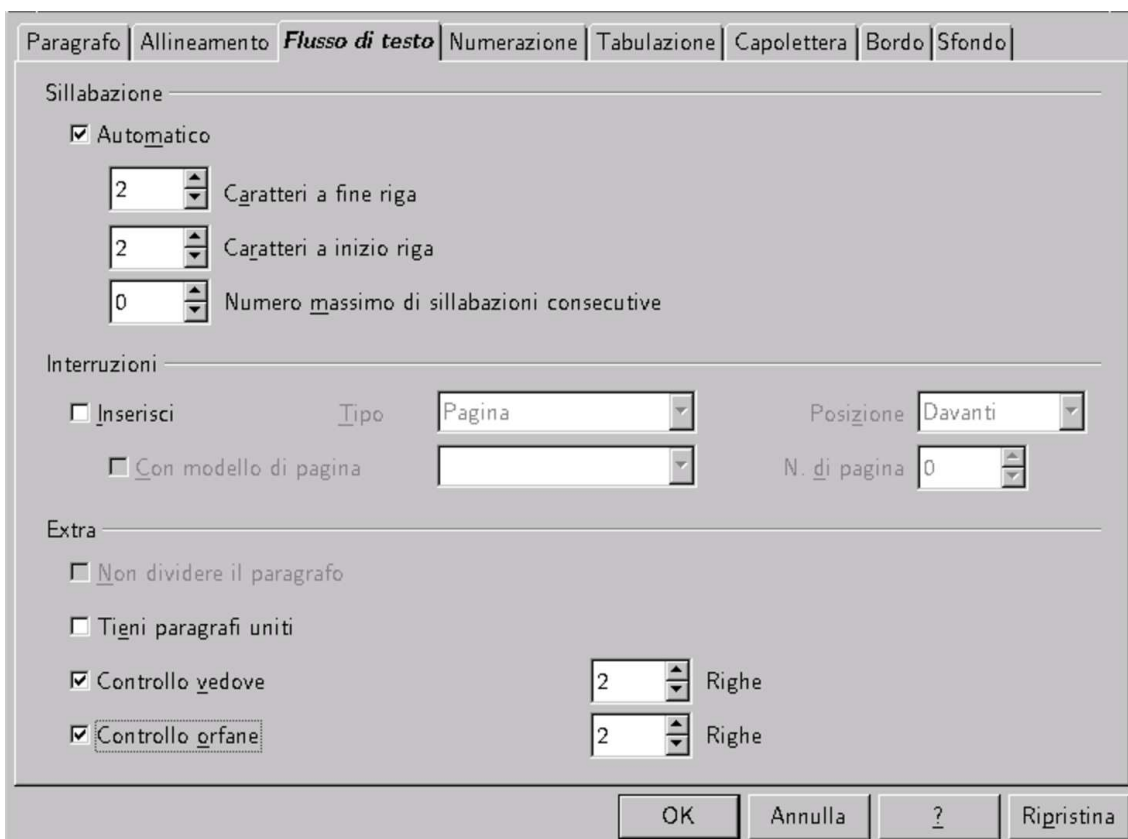 Paragrafo Allineamento Flusso di testo Numerazione Tabulazione Capolettera Bordo Sfondo
Sillabazione
Automatico
2 Caratteri a fine riga
2 Caratteri a inizio riga
0 Numero massimo di sillabazioni consecutive
Interruzioni
Inserisci Tipo Pagina Posizione Davanti
Con modello di pagina N. di pagina 0
Extra
Non dividere il paragrafo
Tieni paragrafi uniti
Controllo vedove 2 Righe
Controllo orfane 2 Righe
OK Annulla ? Ripristina